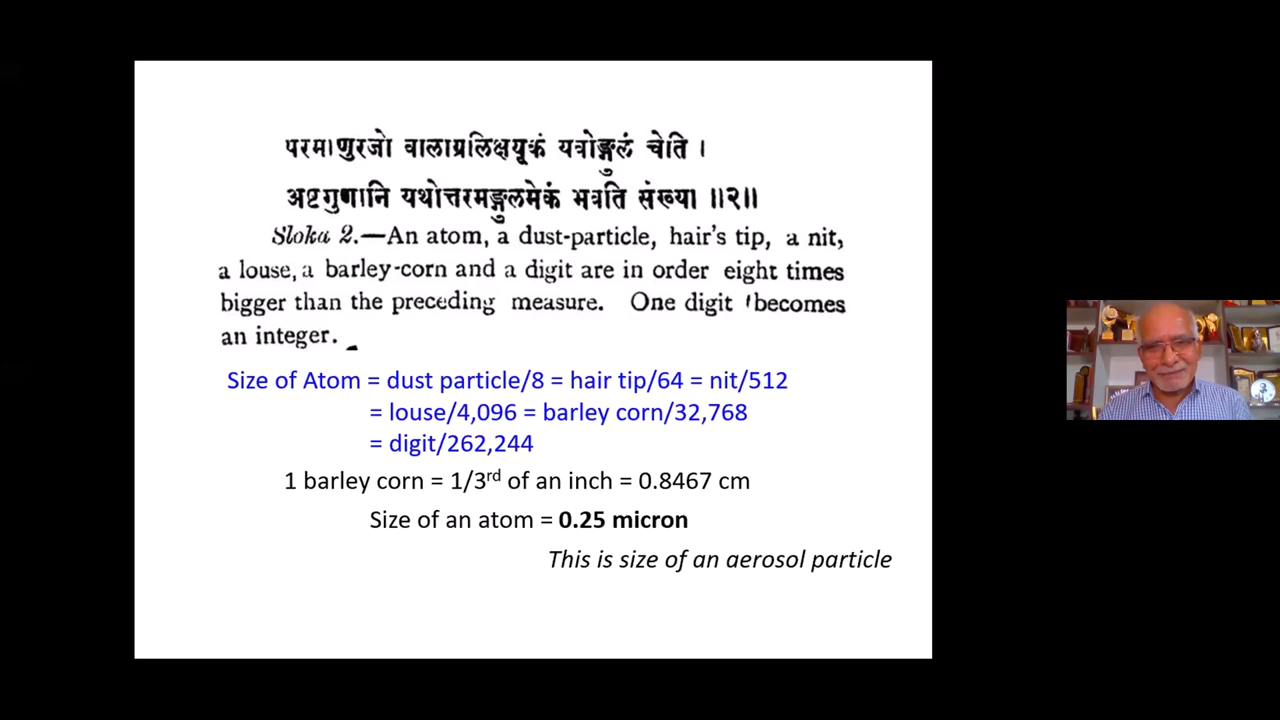 परमाणुरजो वालाग्रलिक्षयूकं यवोङ्गुलं चेति ।
अष्टगुणानि यथोत्तरमङ्गुलमेकं भवति संख्या ॥२॥
Sloka 2.—An atom, a dust-particle, hair's tip, a nit,
a louse, a barley-corn and a digit are in order eight times
bigger than the preceding measure. One digit becomes
an integer.
Size of Atom = dust particle/8 = hair tip/64 = nit/512
= louse/4,096 = barley corn/32,768
= digit/262,244
1 barley corn = 1/3rd of an inch = 0.8467 cm
Size of an atom = 0.25 micron
This is size of an aerosol particle